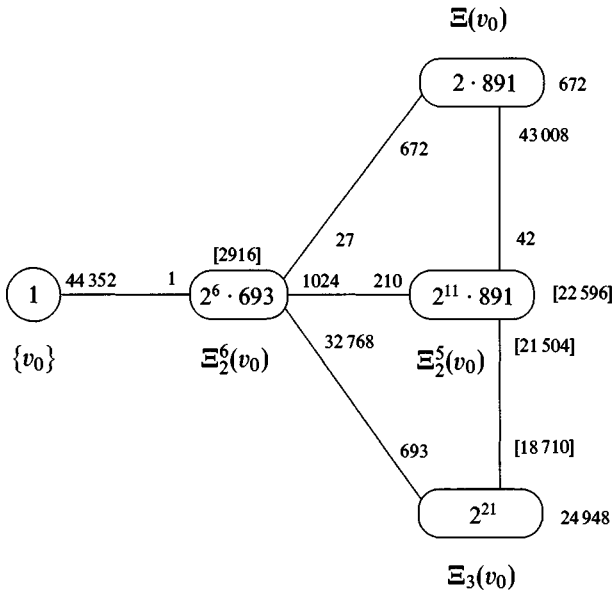 Ξ(v₀)
2 · 891
672
672
43 008
27
42
[2916]
44 352
1
1
2⁶ · 693
1024
210
2¹¹ · 891
[22 596]
{v₀}
Ξ₂⁶(v₀)
32 768
Ξ₂⁵(v₀)
[21 504]
693
[18 710]
2²¹
24 948
Ξ₃(v₀)